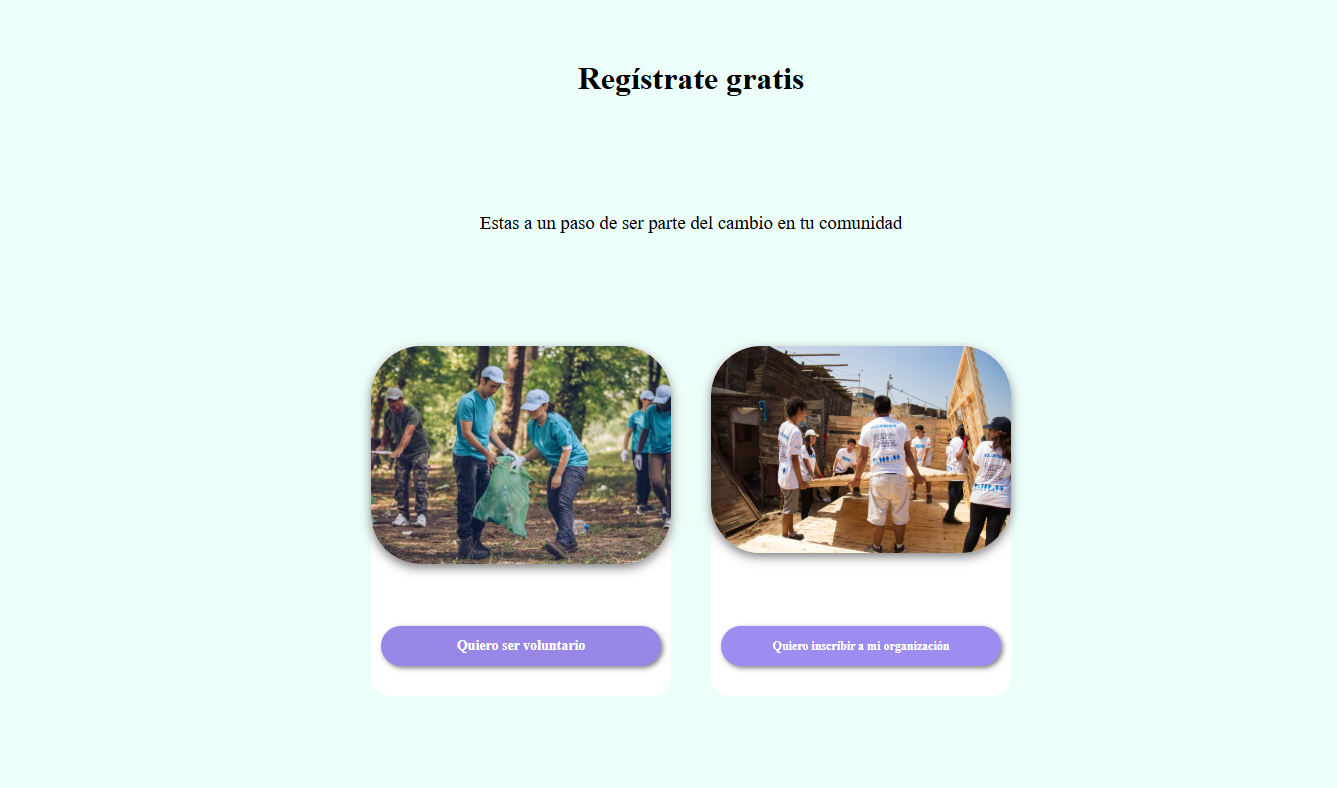 Regístrate gratis
Estas a un paso de ser parte del cambio en tu comunidad
Quiero ser voluntario
Quiero inscribir a mi organización